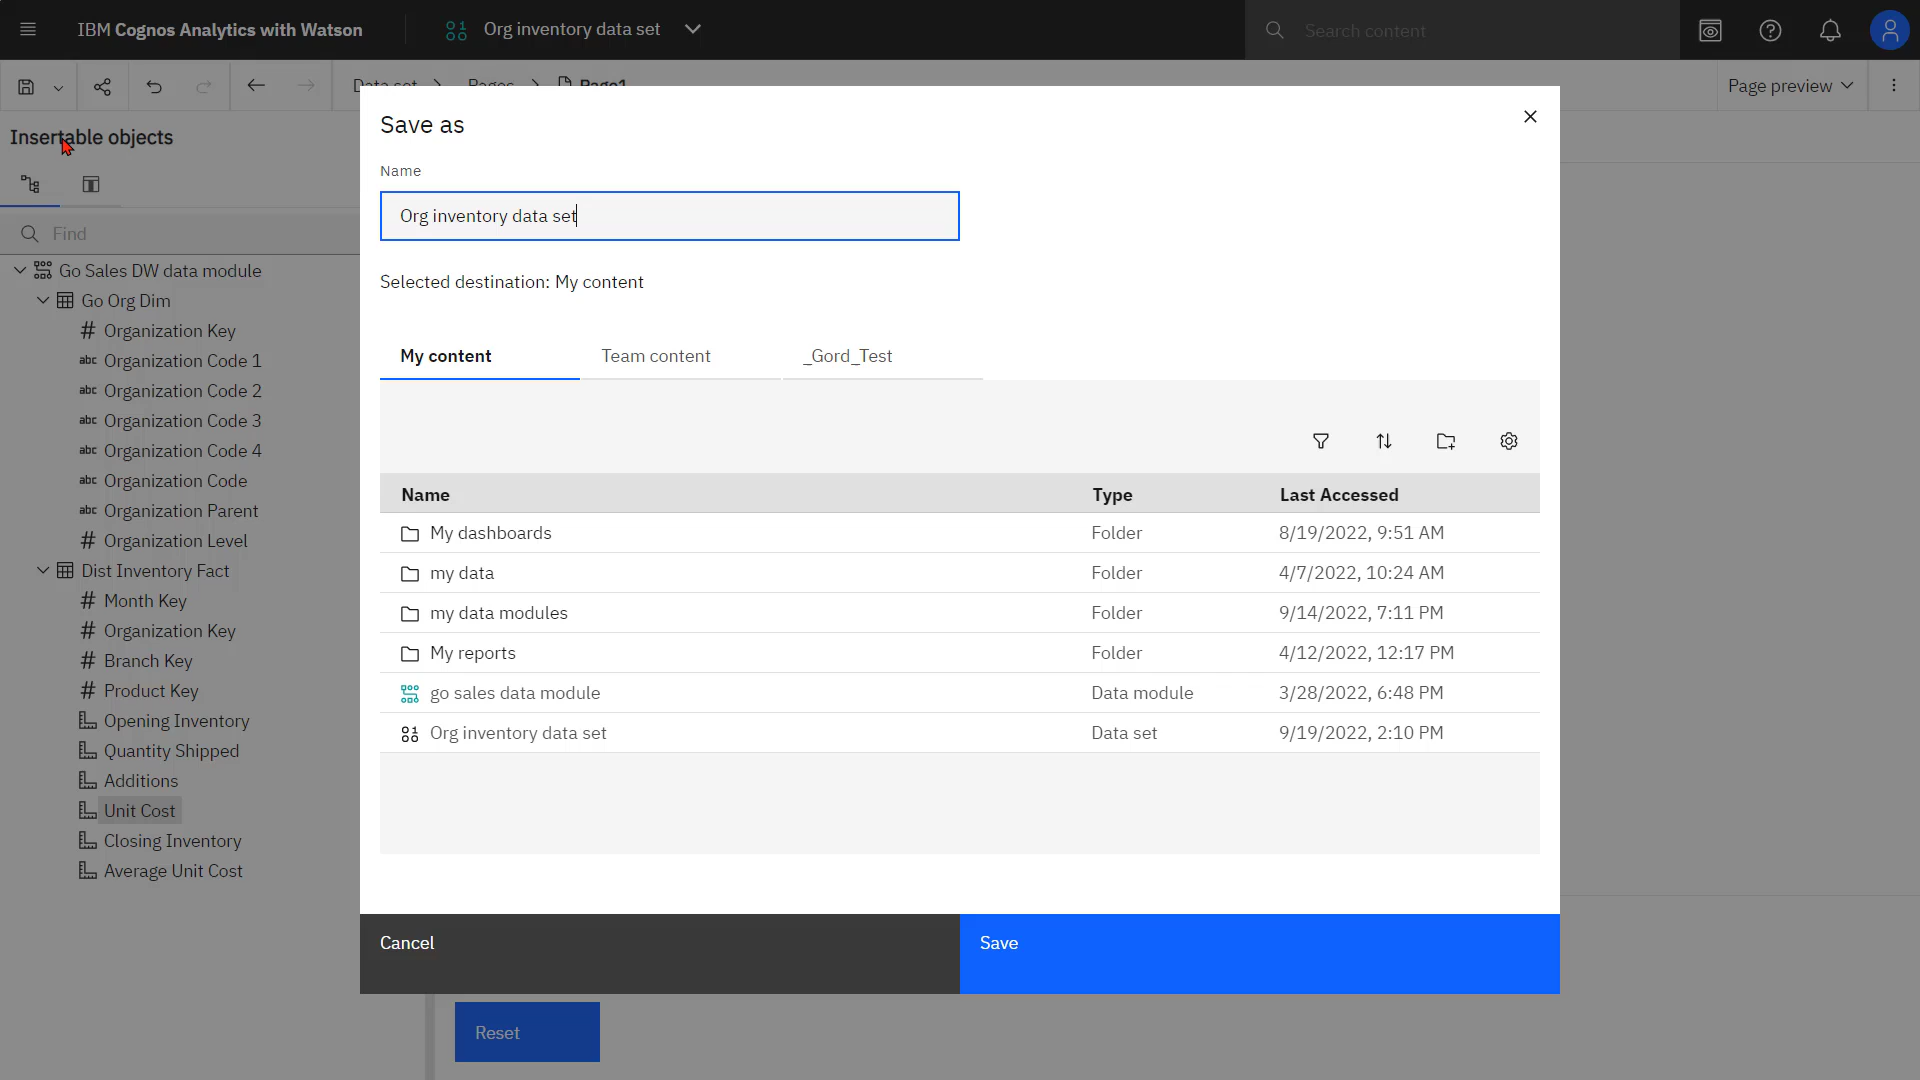 IBM Cognos Analytics with Watson
Org inventory data set
Search content
Data set
Pages
Page1
Page preview
Insertable objects
Find
Go Sales DW data module
Go Org Dim
Organization Key
Organization Code 1
Organization Code 2
Organization Code 3
Organization Code 4
Organization Code
Organization Parent
Organization Level
Dist Inventory Fact
Month Key
Organization Key
Branch Key
Product Key
Opening Inventory
Quantity Shipped
Additions
Unit Cost
Closing Inventory
Average Unit Cost
Save as
Name
Org inventory data set
Selected destination: My content
My content
Team content
_Gord_Test
Name Type Last Accessed
My dashboards Folder 8/19/2022, 9:51 AM
my data Folder 4/7/2022, 10:24 AM
my data modules Folder 9/14/2022, 7:11 PM
My reports Folder 4/12/2022, 12:17 PM
go sales data module Data module 3/28/2022, 6:48 PM
Org inventory data set Data set 9/19/2022, 2:10 PM
Cancel
Save
Reset